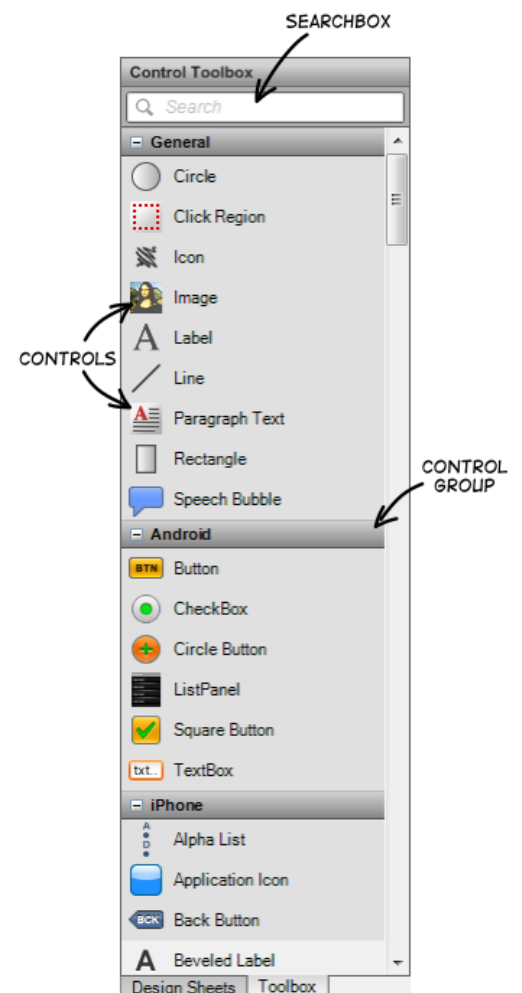 SEARCHBOX
Control Toolbox
Search
General
Circle
Click Region
Icon
Image
A Label
CONTROLS
Line
A Paragraph Text
Rectangle
CONTROL
GROUP
Speech Bubble
Android
BTN Button
CheckBox
Circle Button
ListPanel
Square Button
txt.. TextBox
iPhone
A
D
Alpha List
Application Icon
BCK Back Button
A Beveled Label
Design Sheets Toolbox